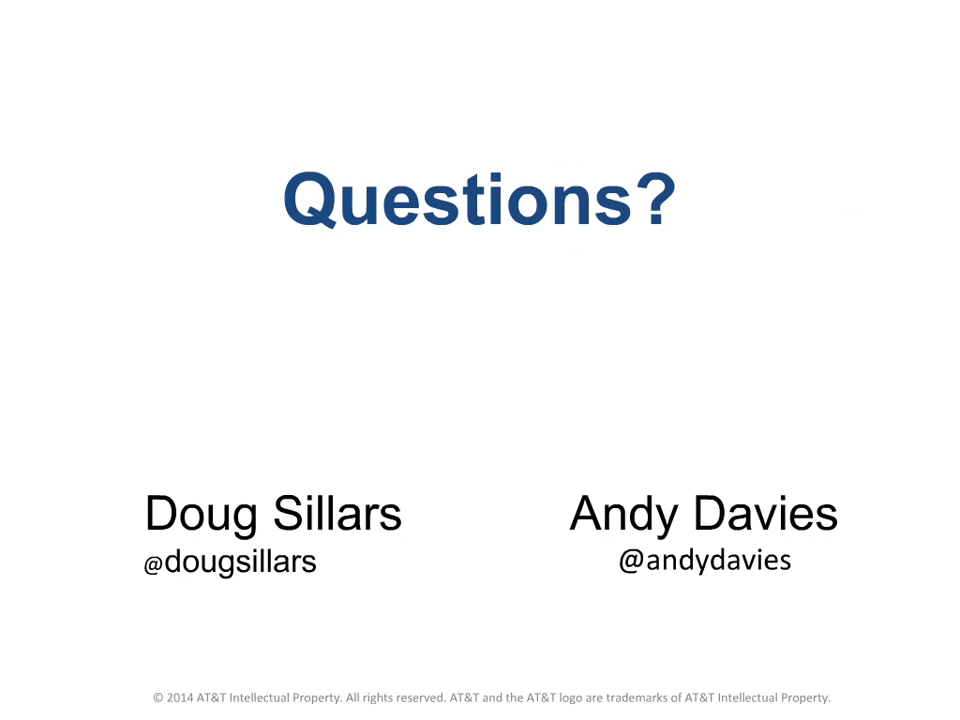 Questions?
Doug Sillars
@dougsillars
Andy Davies
@andydavies
© 2014 AT&T Intellectual Property. All rights reserved. AT&T and the AT&T logo are trademarks of AT&T Intellectual Property.